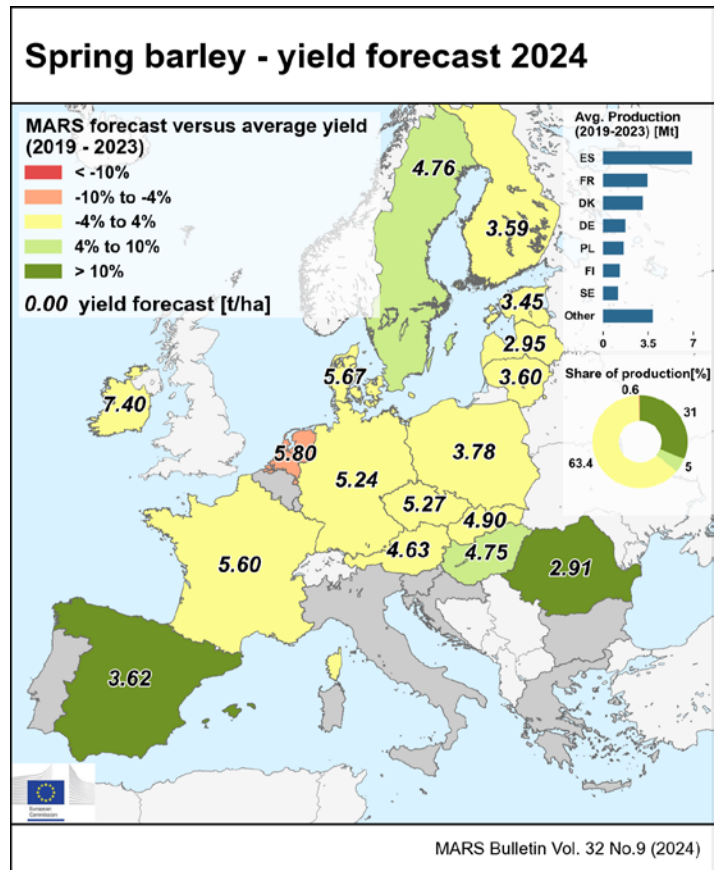 Spring barley - yield forecast 2024
MARS forecast versus average yield
(2019 - 2023)
< -10%
-10% to -4%
-4% to 4%
4% to 10%
> 10%
0.00 yield forecast [t/ha]
Avg. Production
(2019-2023) [Mt]
ES
FR
DK
DE
PL
FI
SE
Other
0 3.5 7
Share of production[%]
0.6
31
5
63.4
4.76
3.59
3.45
2.95
3.60
5.67
7.40
5.80
3.78
5.24
5.27
4.90
4.63
4.75
5.60
2.91
3.62
European
Commission
MARS Bulletin Vol. 32 No.9 (2024)